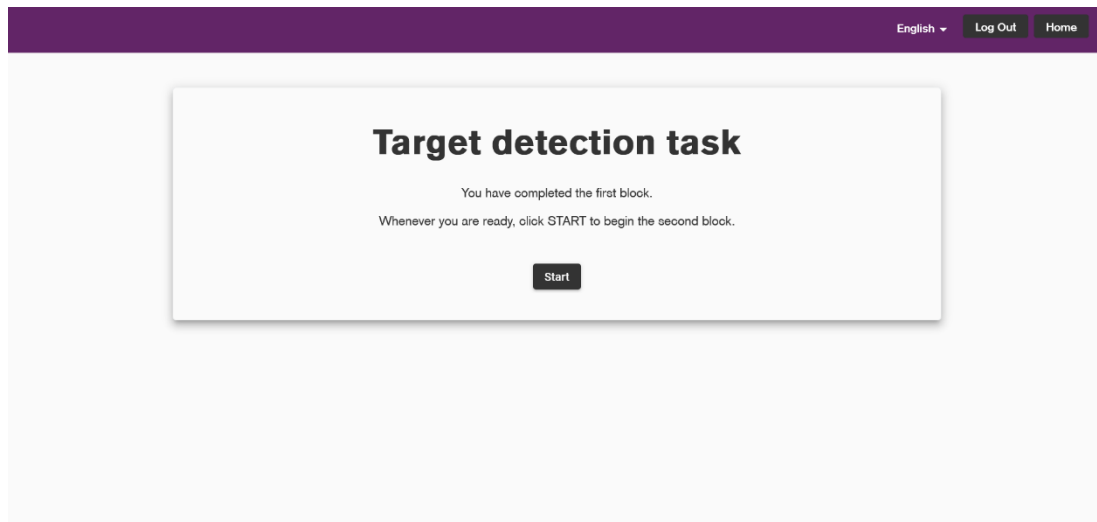 English
Log Out
Home
Target detection task
You have completed the first block.
Whenever you are ready, click START to begin the second block.
Start